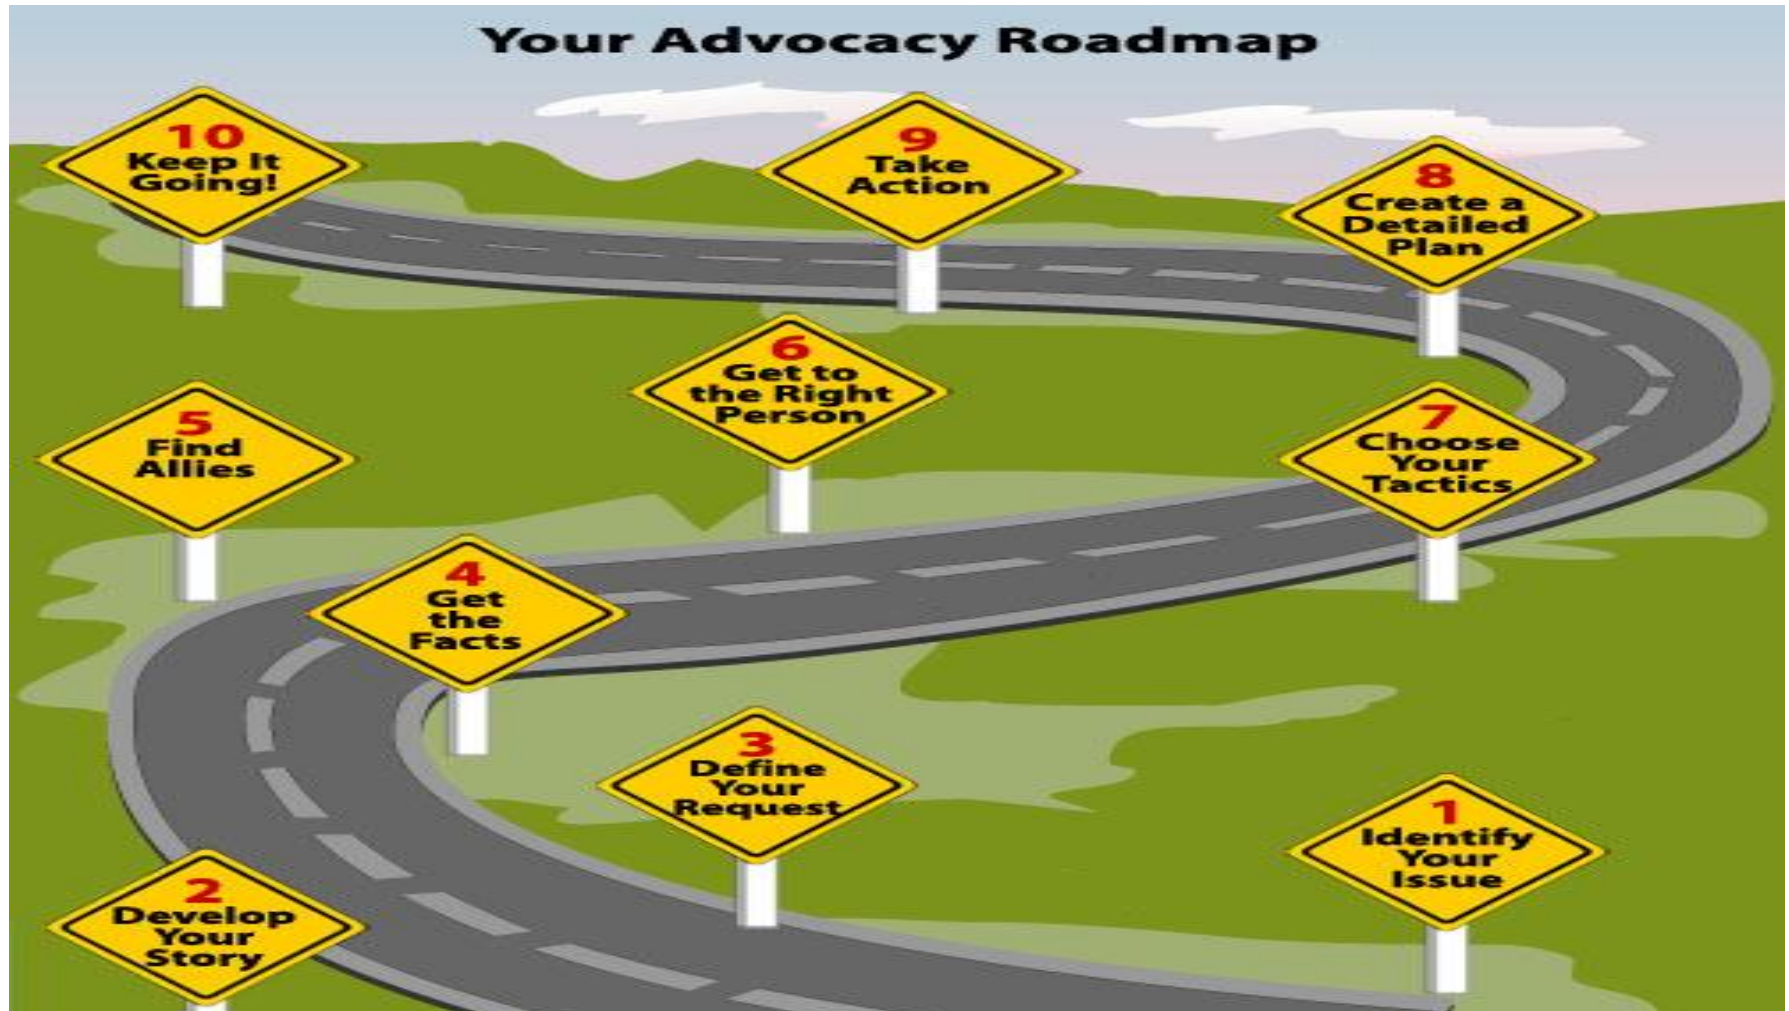 Your Advocacy Roadmap
10
Keep It
Going!
9
Take
Action
8
Create a
Detailed
Plan
6
Get to
the Right
Person
5
Find
Allies
7
Choose
Your
Tactics
4
Get
the
Facts
3
Define
Your
Request
1
Identify
Your
Issue
2
Develop
Your
Story